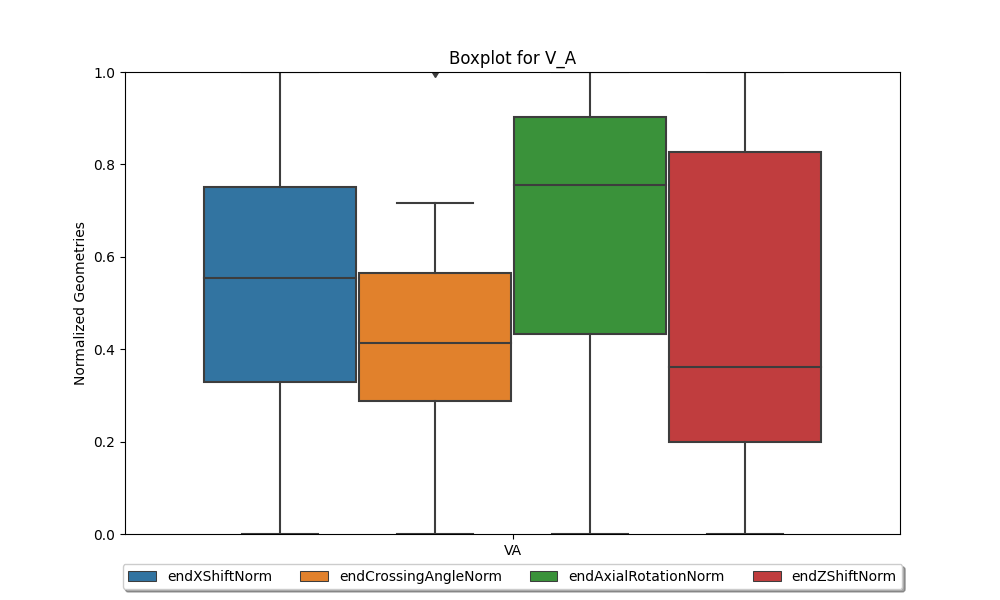 Boxplot for V_A
1.0
0.8
0.6
0.4
0.2
0.0
Normalized Geometries
VA
endXShiftNorm endCrossingAngleNorm endAxialRotationNorm endZShiftNorm